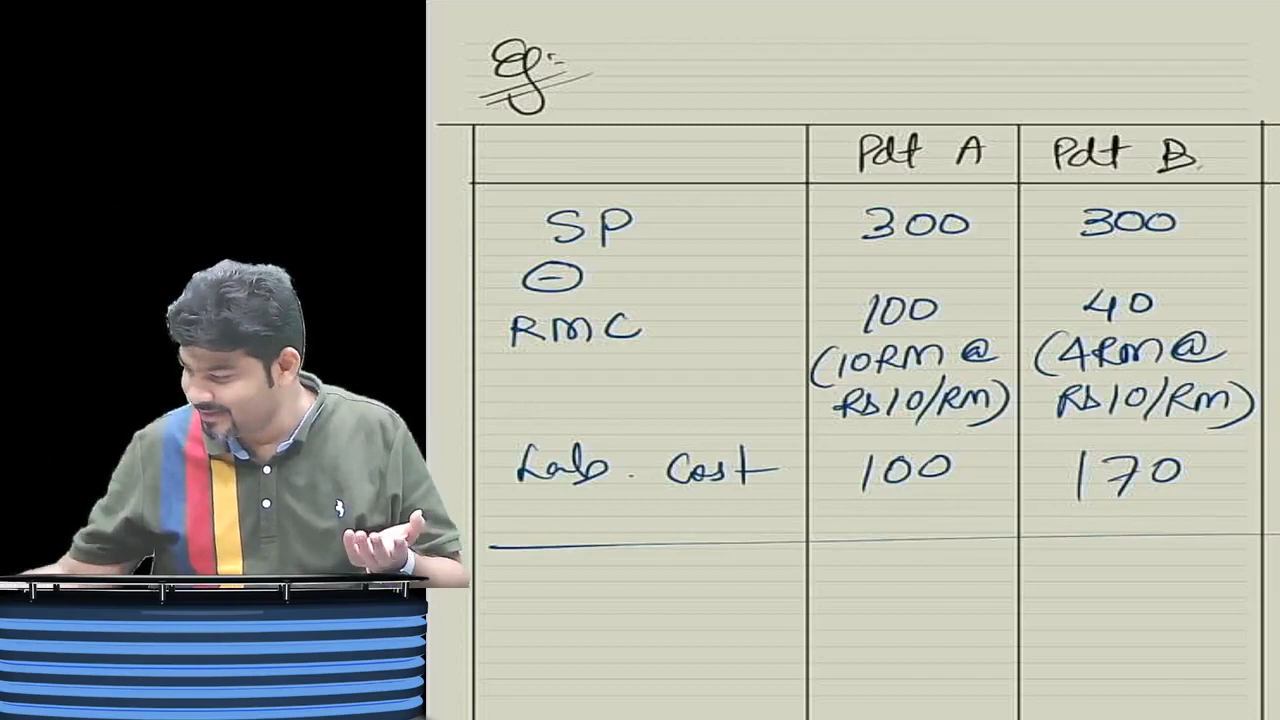 Eg:-
Pdt A Pdt B
SP 300 300
(-)
RMC 100 40
(10RM @ (4RM @
Rs10/RM) Rs10/RM)
Lab. Cost 100 170